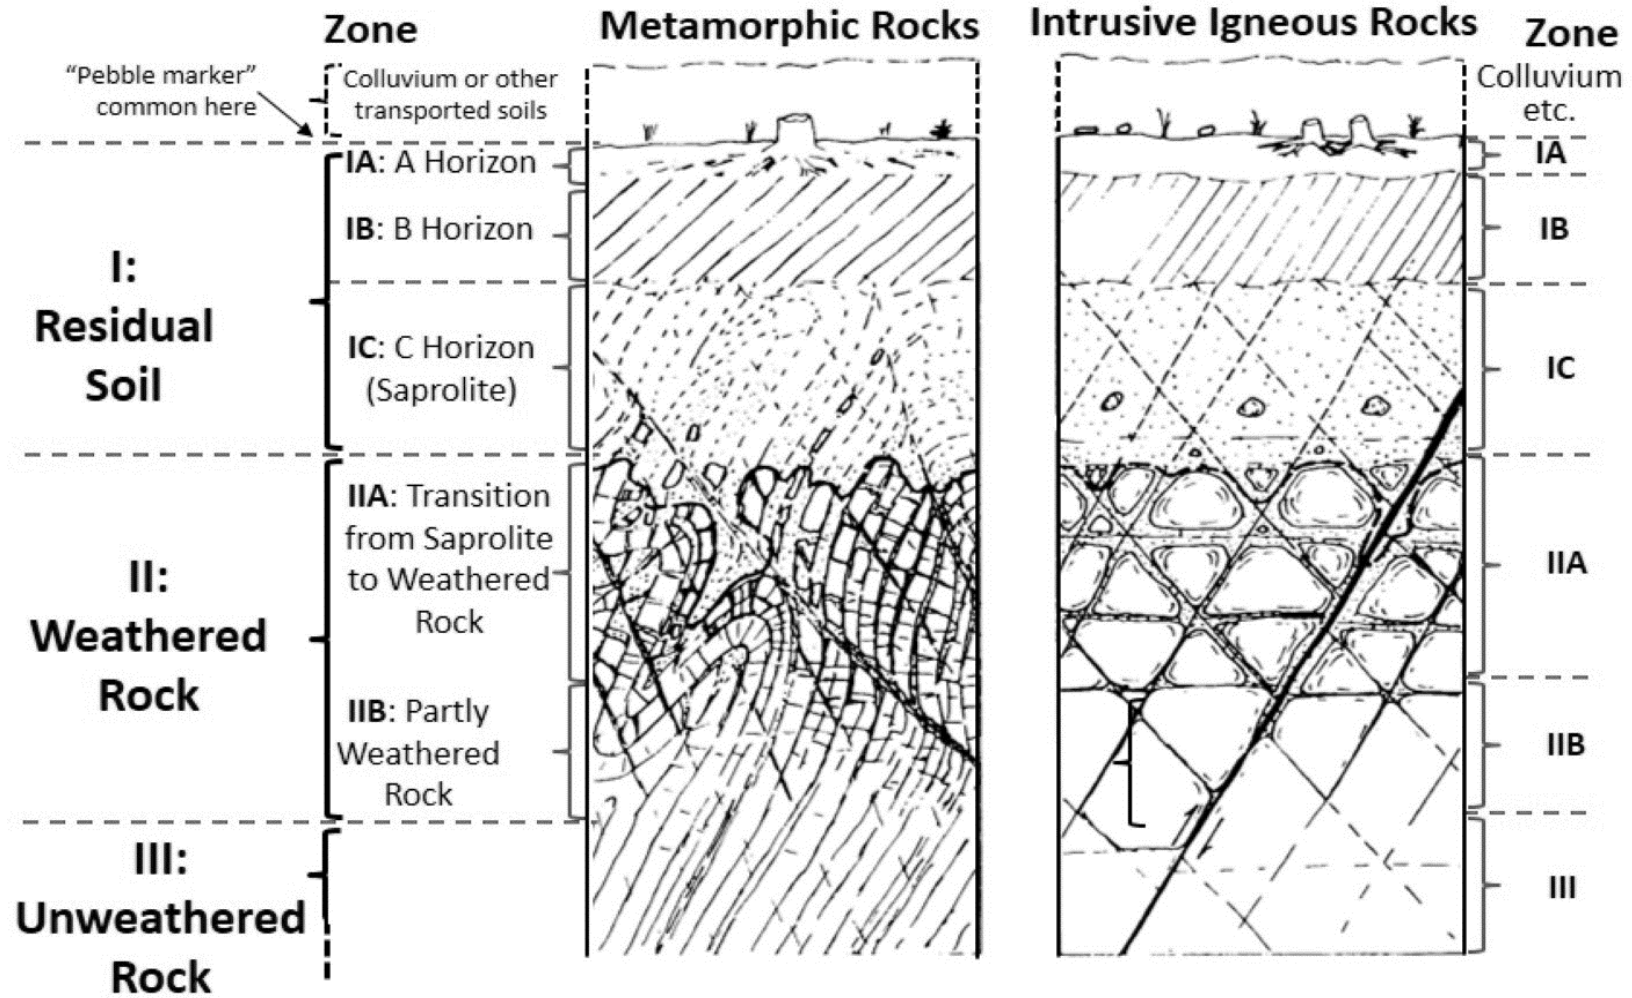 Zone
Metamorphic Rocks
Intrusive Igneous Rocks
Zone
“Pebble marker”
common here
Colluvium or other
transported soils
Colluvium
etc.
I:
Residual
Soil
IA: A Horizon
IB: B Horizon
IC: C Horizon
(Saprolite)
IA
IB
IC
II:
Weathered
Rock
IIA: Transition
from Saprolite
to Weathered
Rock
IIB: Partly
Weathered
Rock
IIA
IIB
III:
Unweathered
Rock
III